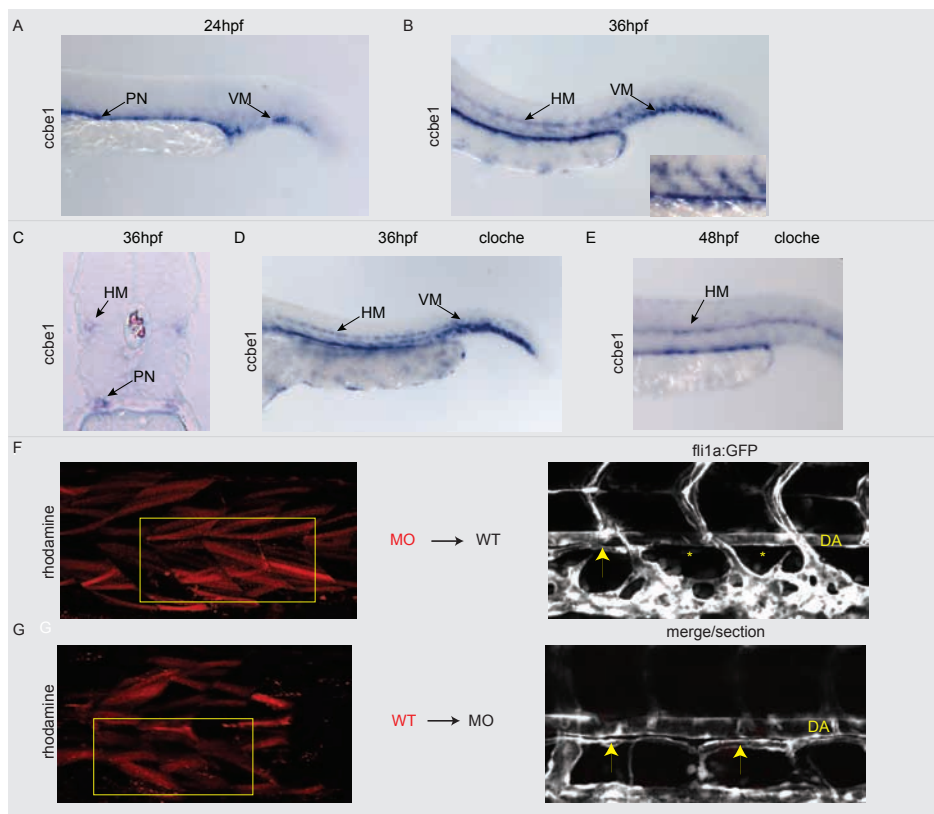 A
24hpf
B
36hpf
ccbe1
PN
VM
ccbe1
HM
VM
C
36hpf
D
36hpf
cloche
E
48hpf
cloche
ccbe1
HM
PN
ccbe1
HM
VM
ccbe1
HM
F
fli1a:GFP
rhodamine
MO → WT
DA
*
*
G
G
merge/section
rhodamine
WT → MO
DA